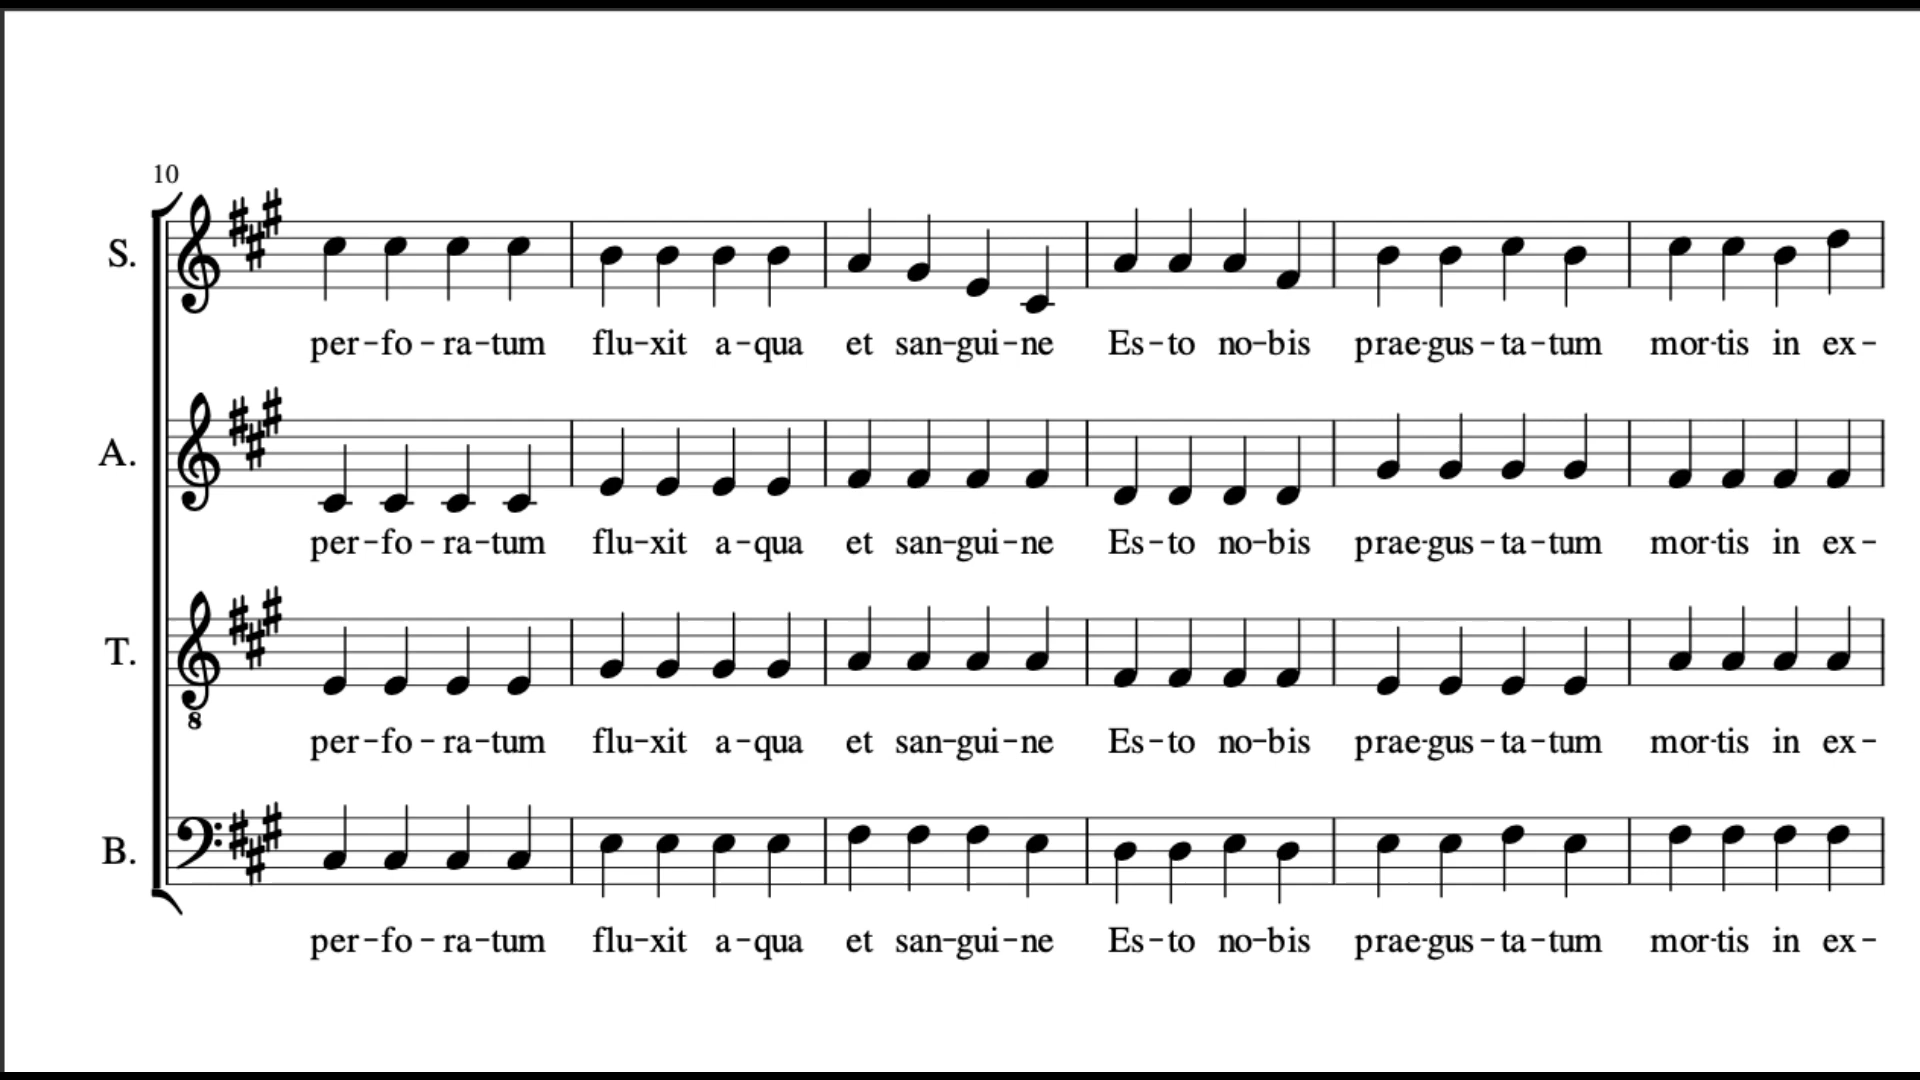 10
S.
per-fo-ra-tum flu-xit a-qua et san-gui-ne Es-to no-bis prae-gus-ta-tum mor-tis in ex-
A.
per-fo-ra-tum flu-xit a-qua et san-gui-ne Es-to no-bis prae-gus-ta-tum mor-tis in ex-
T.
8
per-fo-ra-tum flu-xit a-qua et san-gui-ne Es-to no-bis prae-gus-ta-tum mor-tis in ex-
B.
per-fo-ra-tum flu-xit a-qua et san-gui-ne Es-to no-bis prae-gus-ta-tum mor-tis in ex-